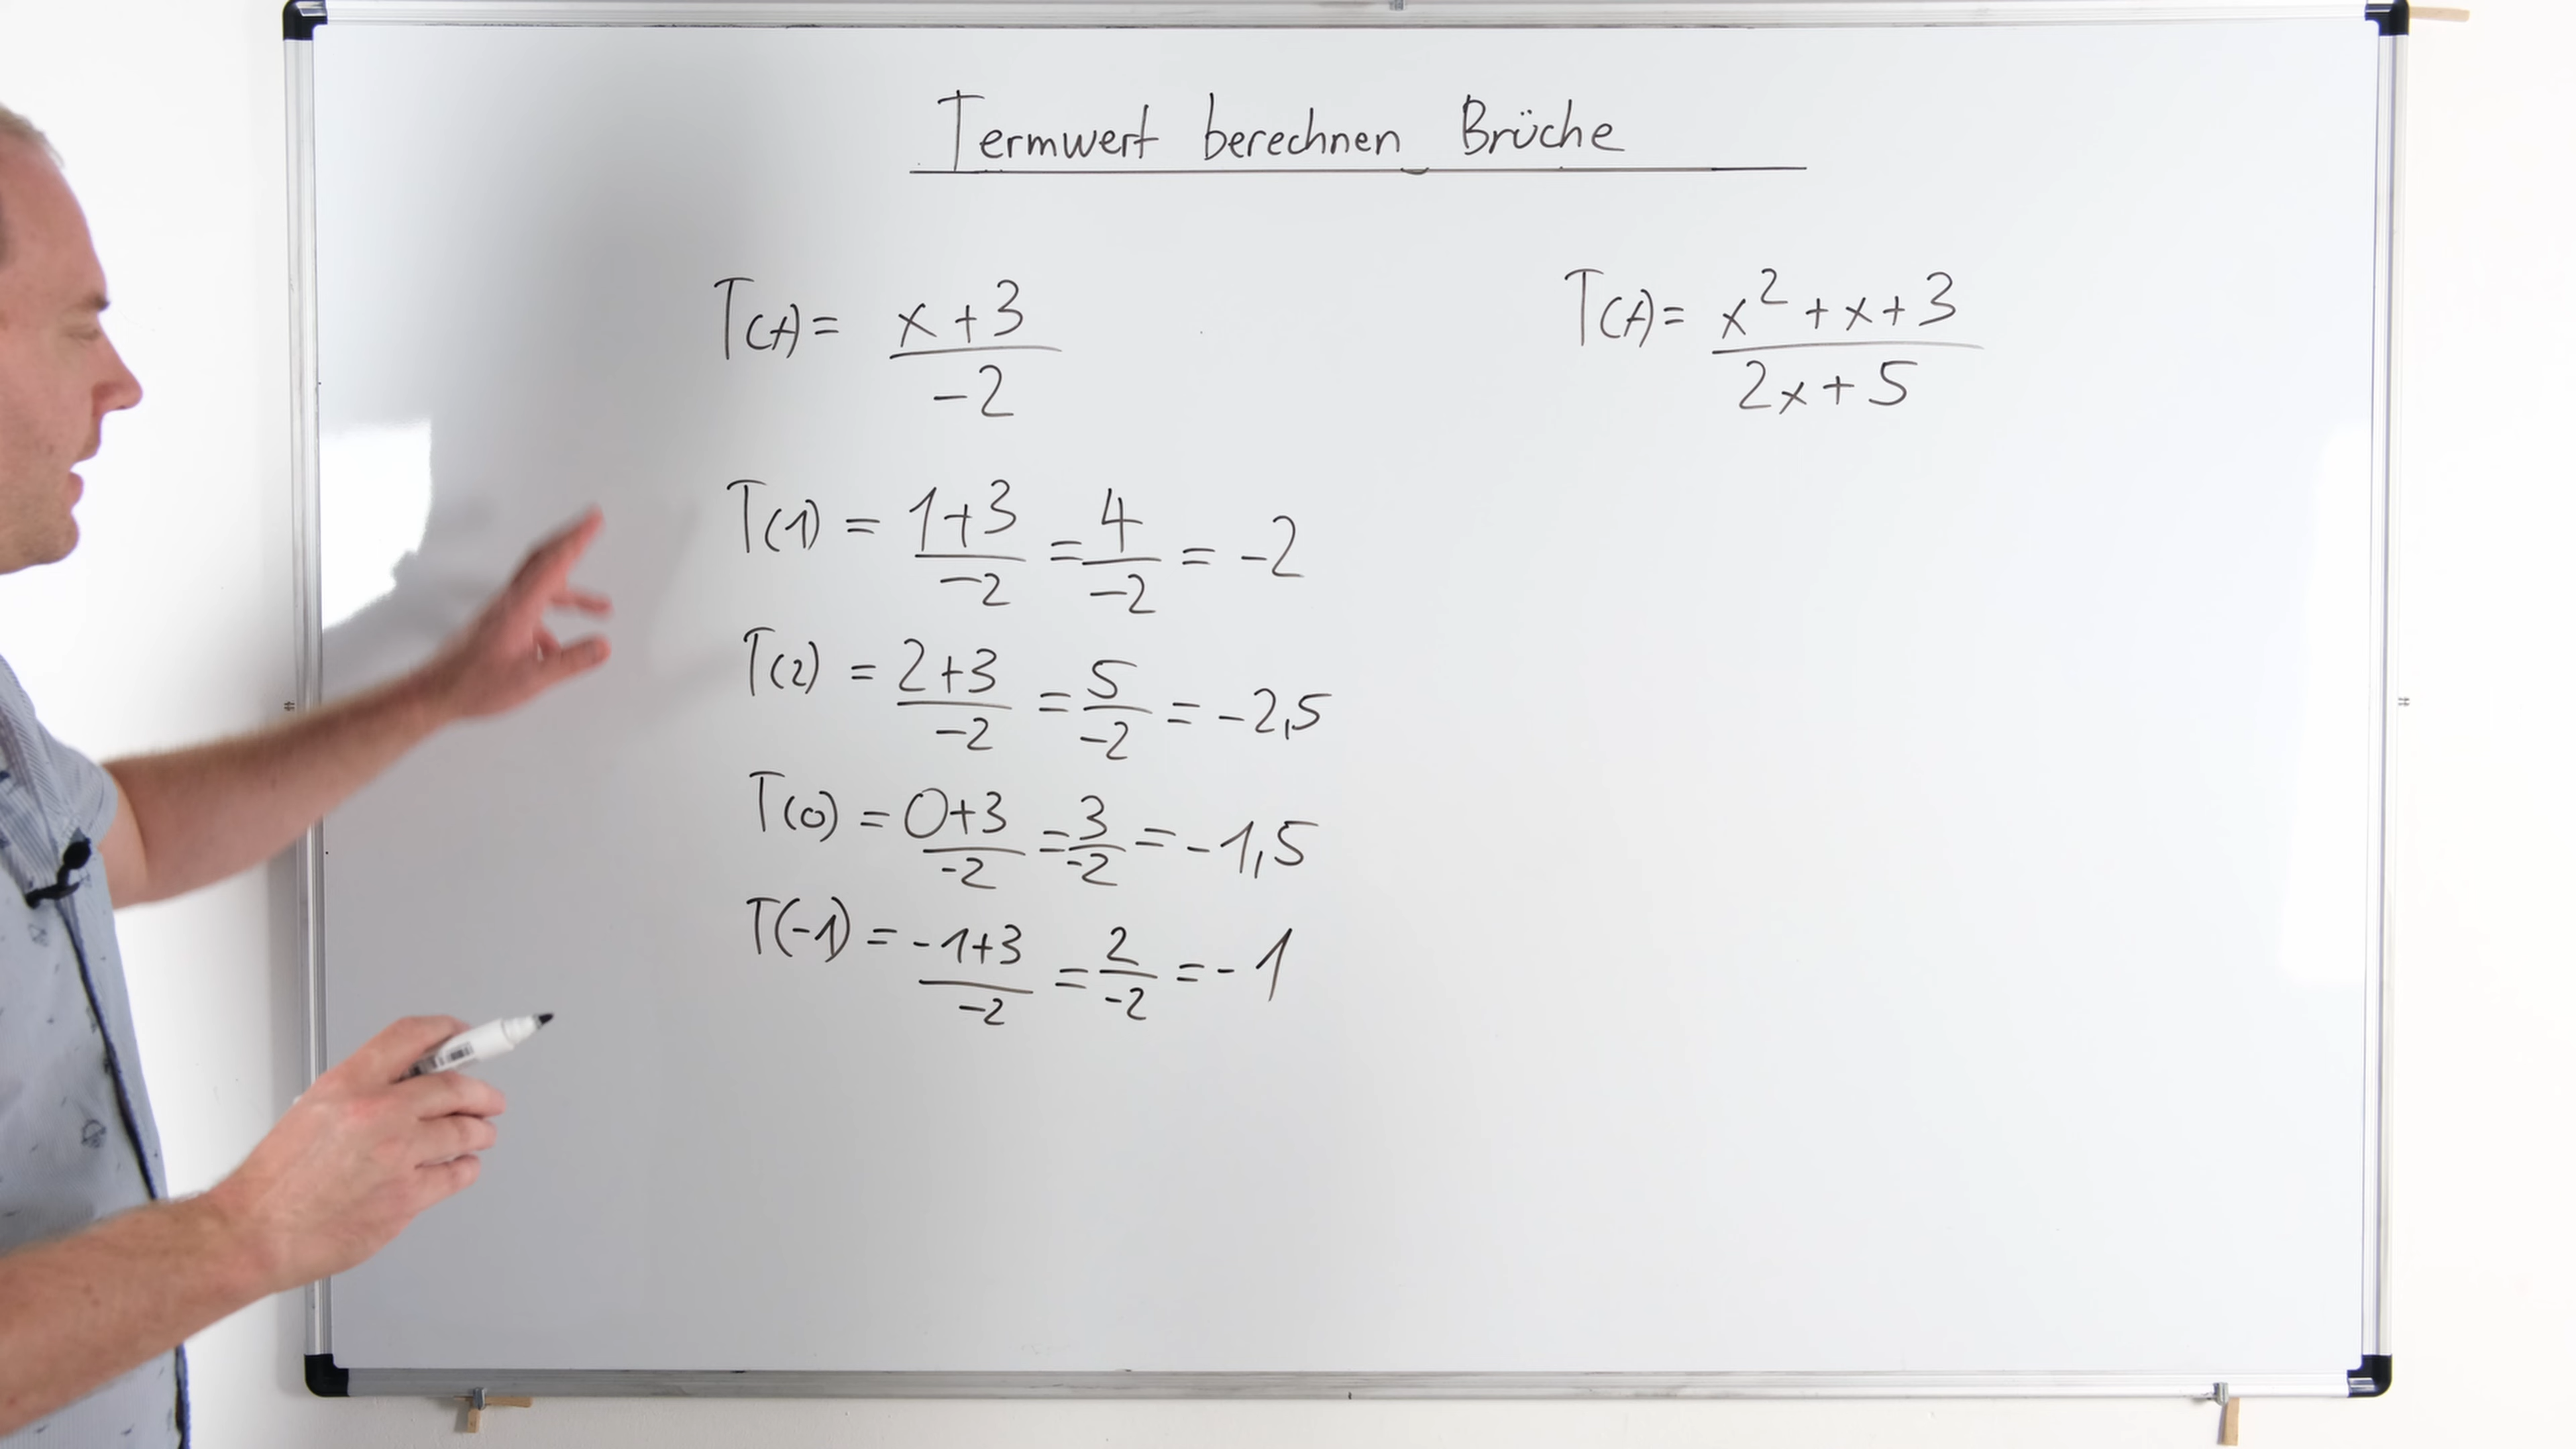 Termwert berechnen Brüche
T(x) = (x+3)/(-2)
T(1) = (1+3)/(-2) = 4/(-2) = -2
T(2) = (2+3)/(-2) = 5/(-2) = -2,5
T(0) = (0+3)/(-2) = 3/(-2) = -1,5
T(-1) = (-1+3)/(-2) = 2/(-2) = -1
T(x) = (x²+x+3)/(2x+5)